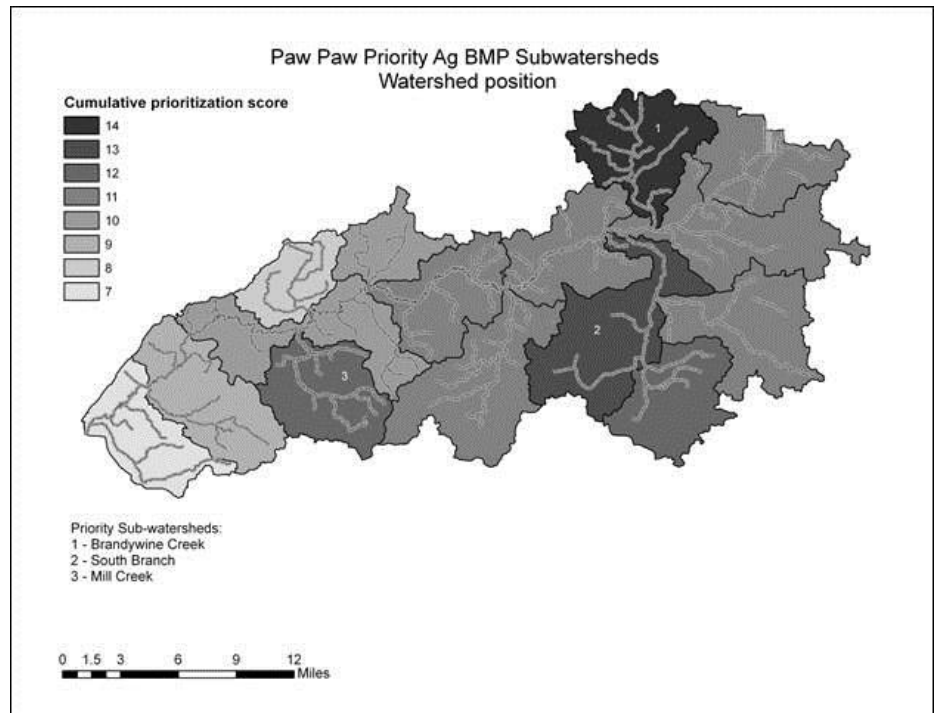 Paw Paw Priority Ag BMP Subwatersheds
Watershed position
Cumulative prioritization score
14
13
12
11
10
9
8
7
1
2
3
Priority Sub-watersheds:
1 - Brandywine Creek
2 - South Branch
3 - Mill Creek
0 1.5 3 6 9 12
Miles